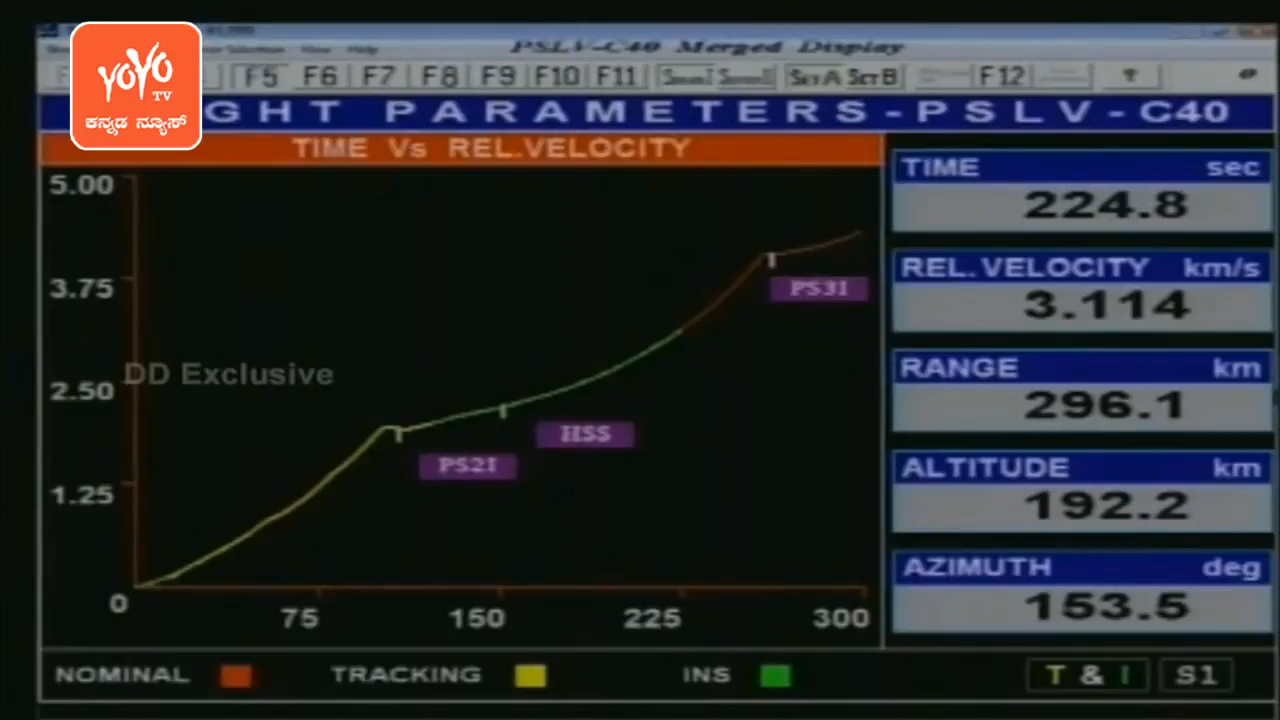 PSLV-C40 Merged Display
F5 F6 F7 F8 F9 F10 F11 SET A SET B F12
YOYO
TV
ಕನ್ನಡ ನ್ಯೂಸ್
GHT PARAMETERS-PSLV-C40
TIME Vs REL.VELOCITY
5.00
3.75
2.50
1.25
0
75 150 225 300
PS2I
HSS
PS3I
DD Exclusive
TIME sec
224.8
REL.VELOCITY km/s
3.114
RANGE km
296.1
ALTITUDE km
192.2
AZIMUTH deg
153.5
NOMINAL TRACKING INS T & I S1